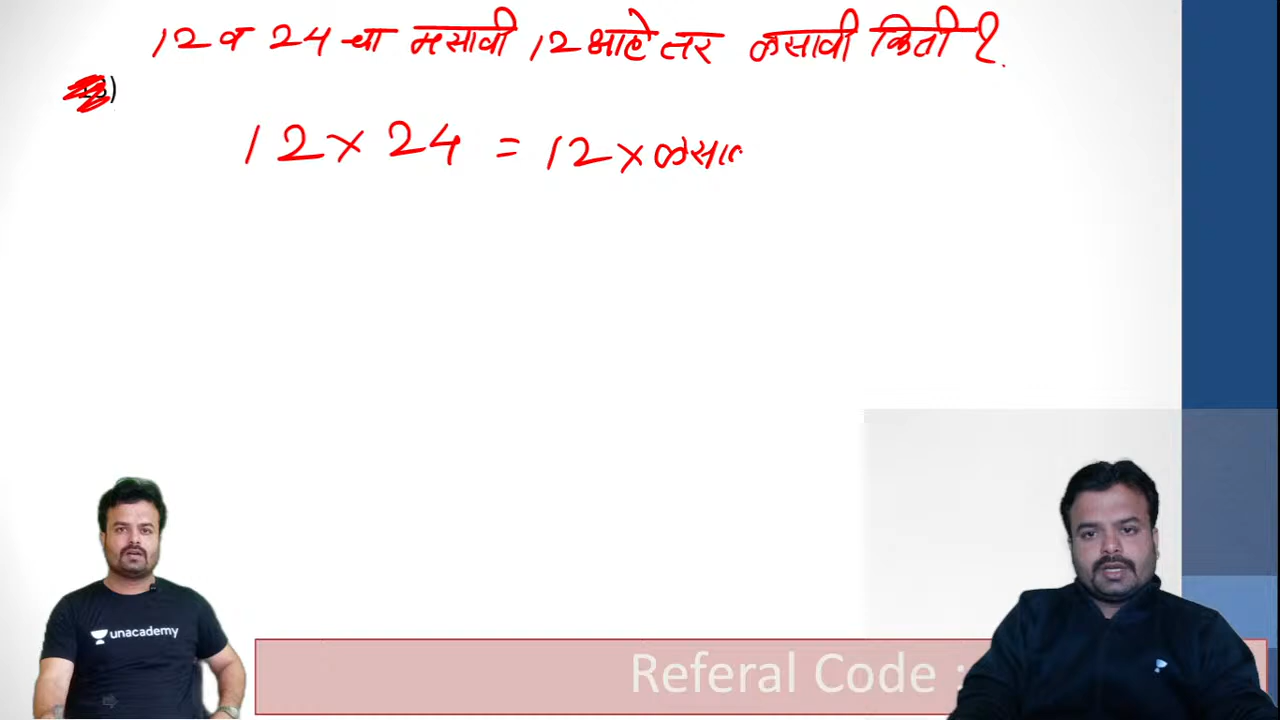 12 व 24 चा मसावी 12 आहे तर लसावी किती ?
12 × 24 = 12 × लसा
unacademy
Referal Code :